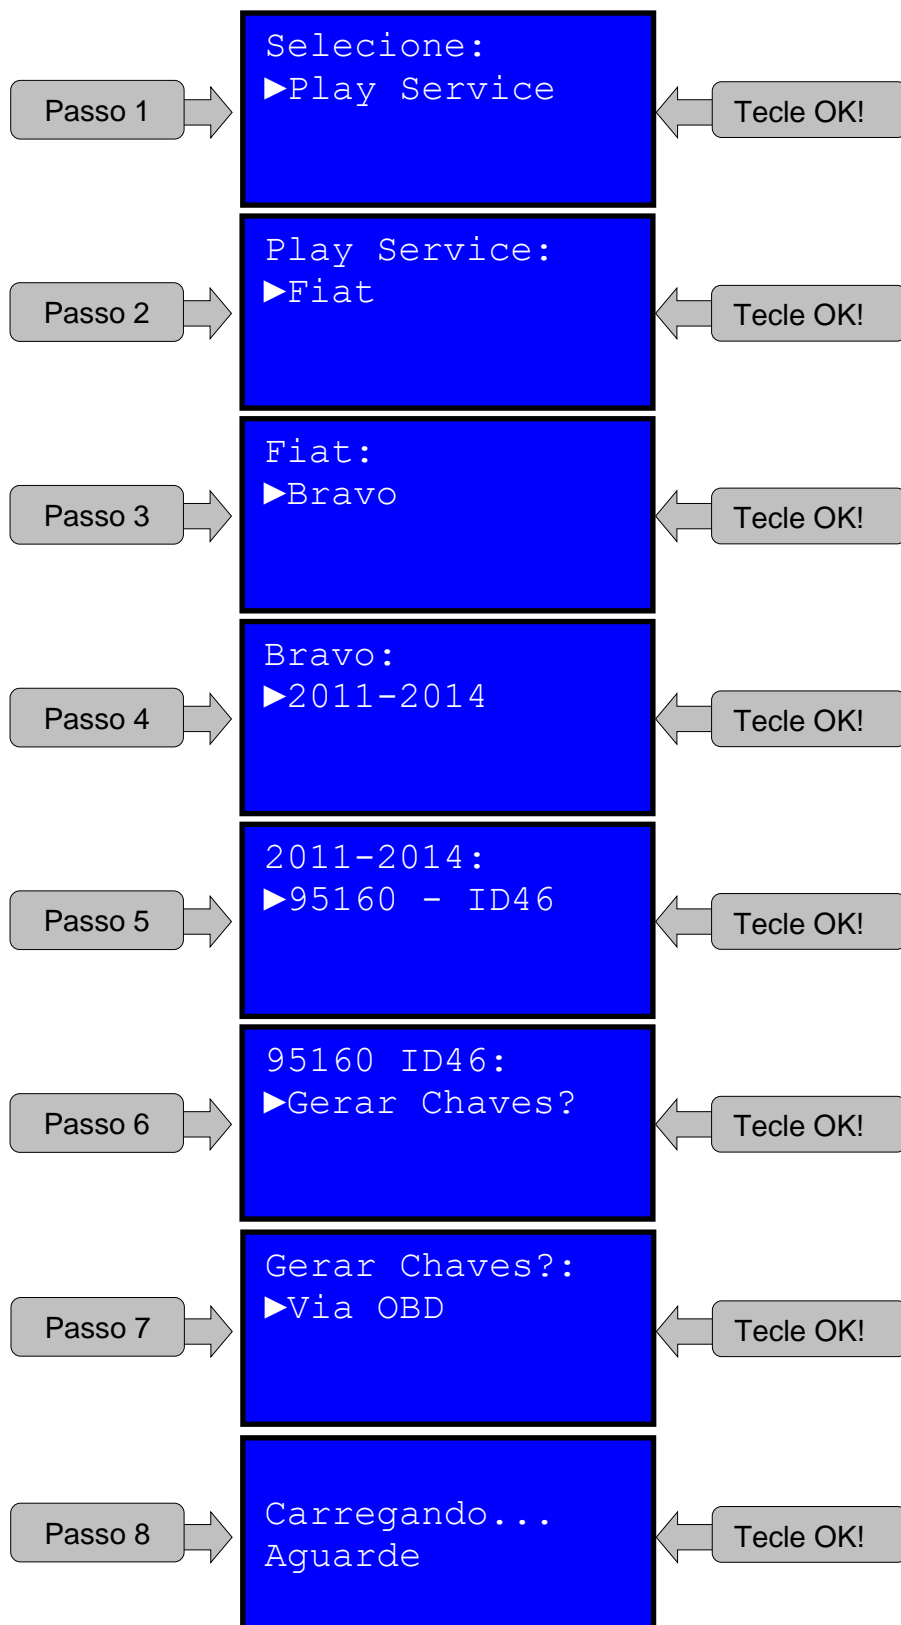 Passo 1
Selecione:
►Play Service
Tecle OK!
Passo 2
Play Service:
►Fiat
Tecle OK!
Passo 3
Fiat:
►Bravo
Tecle OK!
Passo 4
Bravo:
►2011-2014
Tecle OK!
Passo 5
2011-2014:
►95160 - ID46
Tecle OK!
Passo 6
95160 ID46:
►Gerar Chaves?
Tecle OK!
Passo 7
Gerar Chaves?:
►Via OBD
Tecle OK!
Passo 8
Carregando...
Aguarde
Tecle OK!